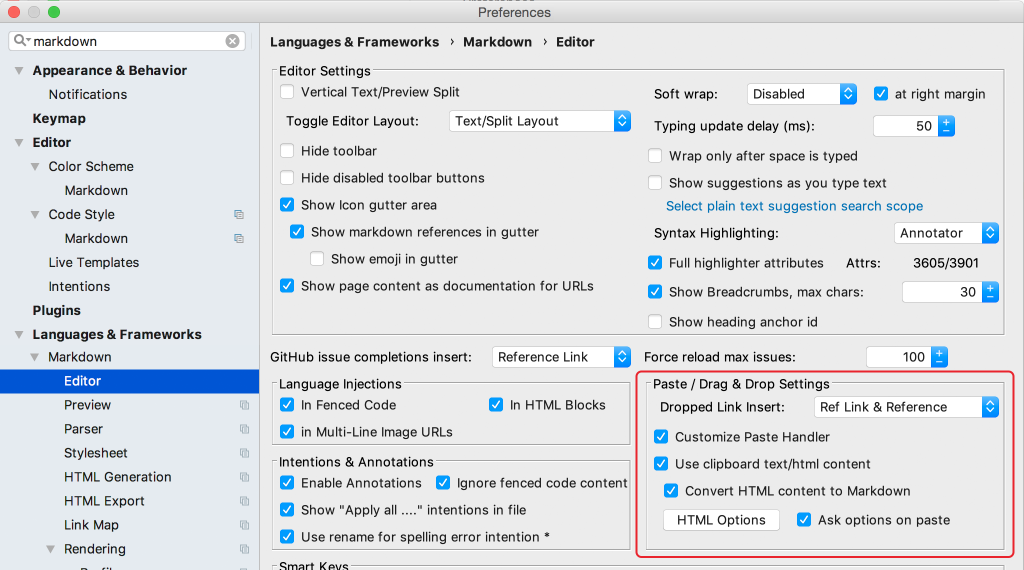 Preferences
markdown
Appearance & Behavior
Notifications
Keymap
Editor
Color Scheme
Markdown
Code Style
Markdown
Live Templates
Intentions
Plugins
Languages & Frameworks
Markdown
Editor
Preview
Parser
Stylesheet
HTML Generation
HTML Export
Link Map
Rendering
Languages & Frameworks › Markdown › Editor
Editor Settings
Vertical Text/Preview Split
Toggle Editor Layout: Text/Split Layout
Hide toolbar
Hide disabled toolbar buttons
Show Icon gutter area
Show markdown references in gutter
Show emoji in gutter
Show page content as documentation for URLs
Soft wrap: Disabled at right margin
Typing update delay (ms): 50
Wrap only after space is typed
Show suggestions as you type text
Select plain text suggestion search scope
Syntax Highlighting: Annotator
Full highlighter attributes Attrs: 3605/3901
Show Breadcrumbs, max chars: 30
Show heading anchor id
GitHub issue completions insert: Reference Link Force reload max issues: 100
Language Injections
In Fenced Code In HTML Blocks
in Multi-Line Image URLs
Intentions & Annotations
Enable Annotations Ignore fenced code content
Show "Apply all ...." intentions in file
Use rename for spelling error intention *
Paste / Drag & Drop Settings
Dropped Link Insert: Ref Link & Reference
Customize Paste Handler
Use clipboard text/html content
Convert HTML content to Markdown
HTML Options Ask options on paste
Smart Keys